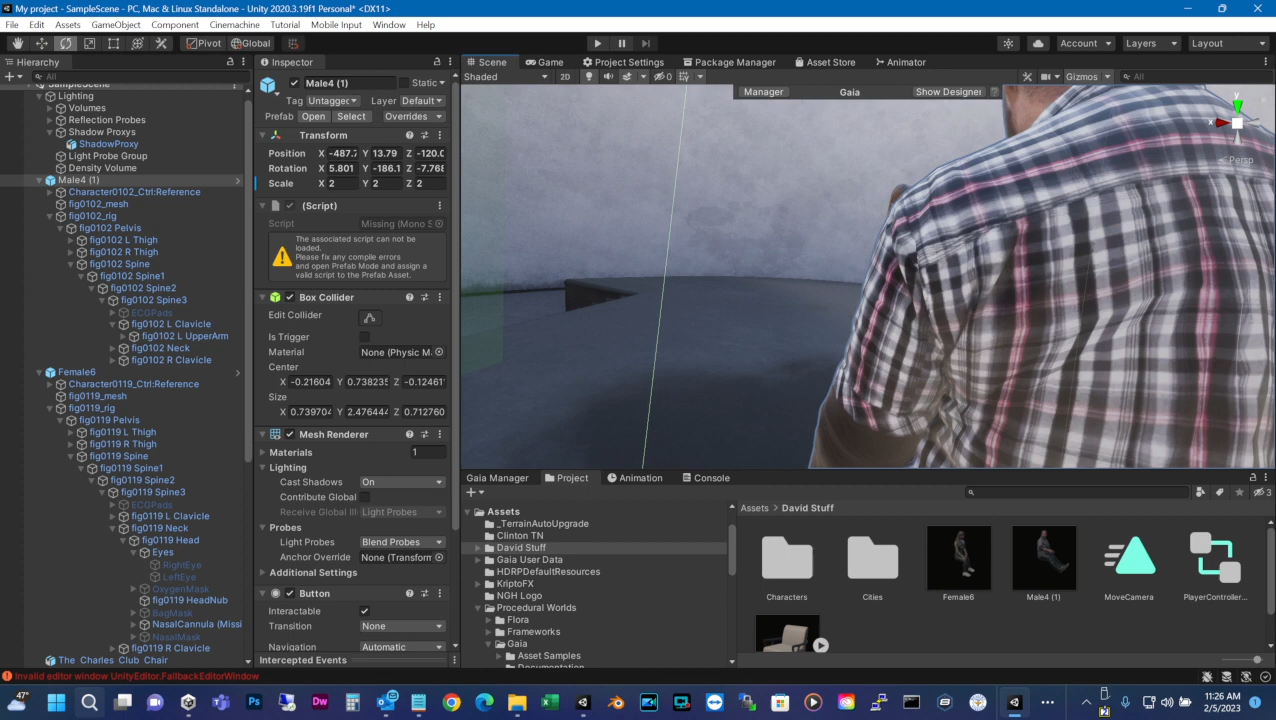 My project - SampleScene - PC, Mac & Linux Standalone - Unity 2020.3.19f1 Personal* <DX11>
File Edit Assets GameObject Component Cinemachine Tutorial Mobile Input Window Help
Pivot Global Account Layers Layout
Hierarchy
All
SampleScene
Lighting
Volumes
Reflection Probes
Shadow Proxys
ShadowProxy
Light Probe Group
Density Volume
Male4 (1)
Character0102_Ctrl:Reference
fig0102_mesh
fig0102_rig
fig0102 Pelvis
fig0102 L Thigh
fig0102 R Thigh
fig0102 Spine
fig0102 Spine1
fig0102 Spine2
fig0102 Spine3
ECGPads
fig0102 L Clavicle
fig0102 L UpperArm
fig0102 Neck
fig0102 R Clavicle
Female6
Character0119_Ctrl:Reference
fig0119_mesh
fig0119_rig
fig0119 Pelvis
fig0119 L Thigh
fig0119 R Thigh
fig0119 Spine
fig0119 Spine1
fig0119 Spine2
fig0119 Spine3
ECGPads
fig0119 L Clavicle
fig0119 Neck
fig0119 Head
Eyes
RightEye
LeftEye
OxygenMask
fig0119 HeadNub
BagMask
NasalCannula (Missi
NasalMask
fig0119 R Clavicle
The Charles Club Chair
Inspector
Male4 (1) Static
Tag Untagged Layer Default
Prefab Open Select Overrides
Transform
Position X -487.7 Y 13.79 Z -120.0
Rotation X 5.801 Y -186.1 Z -7.768
Scale X 2 Y 2 Z 2
(Script)
Script Missing (Mono S
The associated script can not be
loaded.
Please fix any compile errors
and open Prefab Mode and assign a
valid script to the Prefab Asset.
Box Collider
Edit Collider
Is Trigger
Material None (Physic Ma
Center
X -0.21604 Y 0.738235 Z -0.12461
Size
X 0.739704 Y 2.476444 Z 0.712760
Mesh Renderer
Materials 1
Lighting
Cast Shadows On
Contribute Global
Receive Global Ill Light Probes
Probes
Light Probes Blend Probes
Anchor Override None (Transform
Additional Settings
Button
Interactable
Transition None
Navigation Automatic
Intercepted Events
Scene Game Project Settings Package Manager Asset Store Animator
Shaded 2D 0 Gizmos All
Manager Gaia Show Designer
y
x
Persp
Gaia Manager Project Animation Console
3
Assets
_TerrainAutoUpgrade
Clinton TN
David Stuff
Gaia User Data
HDRPDefaultResources
KriptoFX
NGH Logo
Procedural Worlds
Flora
Frameworks
Gaia
Asset Samples
Documentation
Assets > David Stuff
Characters Cities Female6 Male4 (1) MoveCamera PlayerController...
Invalid editor window UnityEditor.FallbackEditorWindow
47°
Ps Dw
11:26 AM
2/5/2023